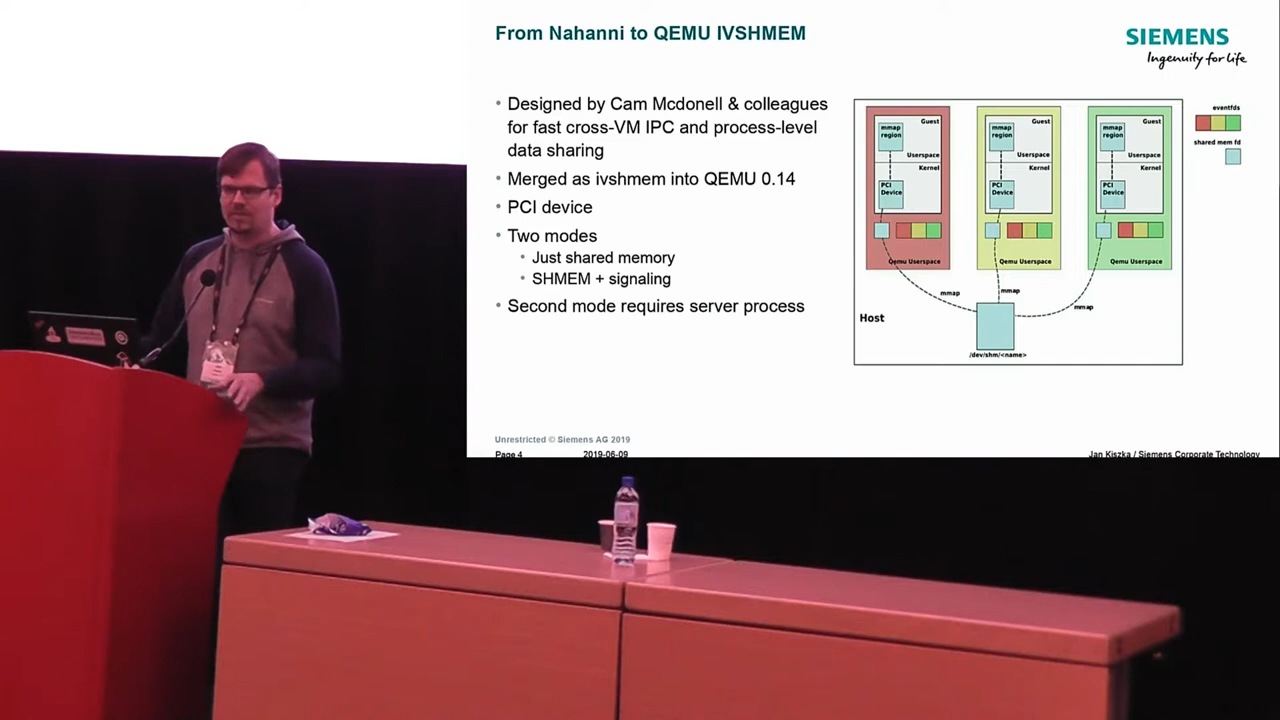 From Nahanni to QEMU IVSHMEM
SIEMENS
Ingenuity for life
• Designed by Cam Mcdonell & colleagues
for fast cross-VM IPC and process-level
data sharing
• Merged as ivshmem into QEMU 0.14
• PCI device
• Two modes
• Just shared memory
• SHMEM + signaling
• Second mode requires server process
Guest
mmap
region
Userspace
Kernel
PCI
Device
Qemu Userspace
Guest
mmap
region
Userspace
Kernel
PCI
Device
Qemu Userspace
Guest
mmap
region
Userspace
Kernel
PCI
Device
Qemu Userspace
eventfds
shared mem fd
mmap
mmap
mmap
Host
/dev/shm/<name>
Unrestricted © Siemens AG 2019
Page 4
2019-06-09
Jan Kiszka / Siemens Corporate Technology